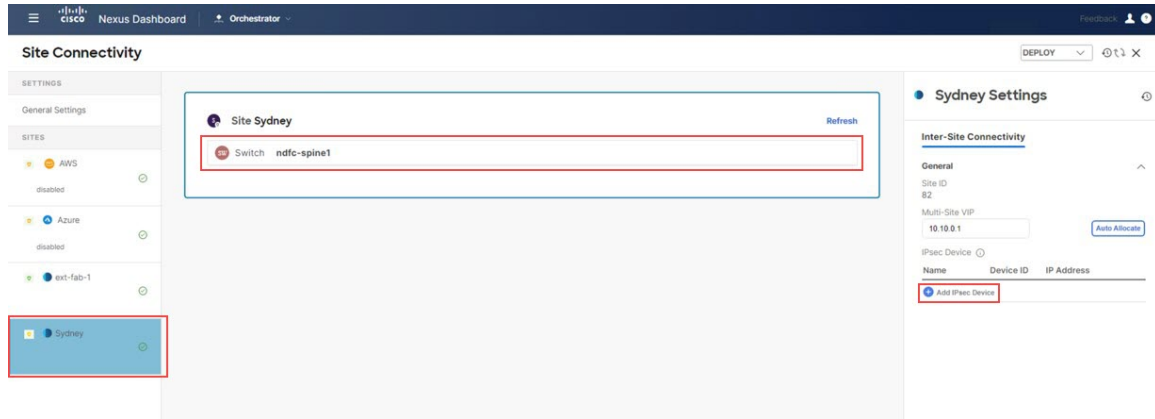 cisco Nexus Dashboard Orchestrator Feedback
Site Connectivity DEPLOY
SETTINGS
General Settings
SITES
AWS
disabled
Azure
disabled
ext-fab-1
Sydney
Site Sydney Refresh
Switch ndfc-spine1
Sydney Settings
Inter-Site Connectivity
General
Site ID
82
Multi-Site VIP
10.10.0.1 Auto Allocate
IPsec Device
Name Device ID IP Address
Add IPsec Device